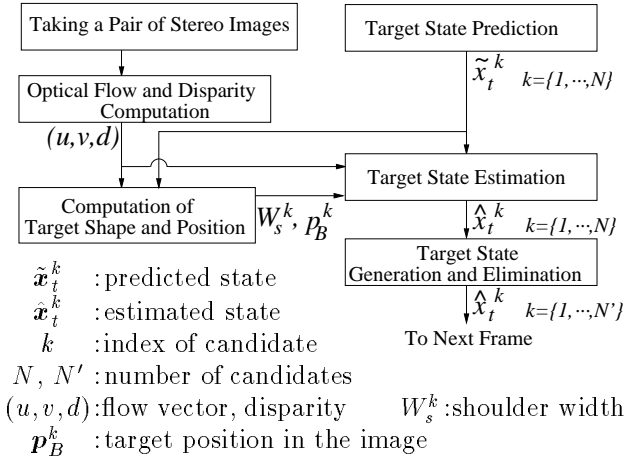 Taking a Pair of Stereo Images
Target State Prediction
x̃_t^k k={1,···,N}
Optical Flow and Disparity
Computation
(u,v,d)
Target State Estimation
Computation of
Target Shape and Position
W_s^k, p_B^k
x̂_t^k k={1,···,N}
Target State
Generation and Elimination
x̂_t^k k={1,···,N'}
To Next Frame
x̃_t^k :predicted state
x̂_t^k :estimated state
k :index of candidate
N, N′ :number of candidates
(u, v, d):flow vector, disparity W_s^k:shoulder width
p_B^k :target position in the image